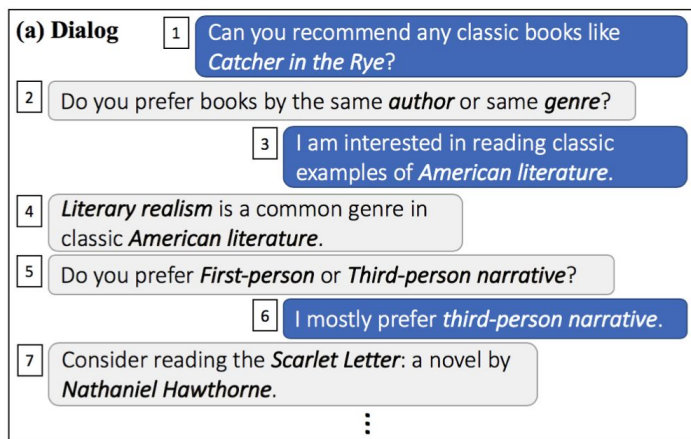 (a) Dialog
1
Can you recommend any classic books like
Catcher in the Rye?
2
Do you prefer books by the same author or same genre?
3
I am interested in reading classic
examples of American literature.
4
Literary realism is a common genre in
classic American literature.
5
Do you prefer First-person or Third-person narrative?
6
I mostly prefer third-person narrative.
7
Consider reading the Scarlet Letter: a novel by
Nathaniel Hawthorne.
⋮